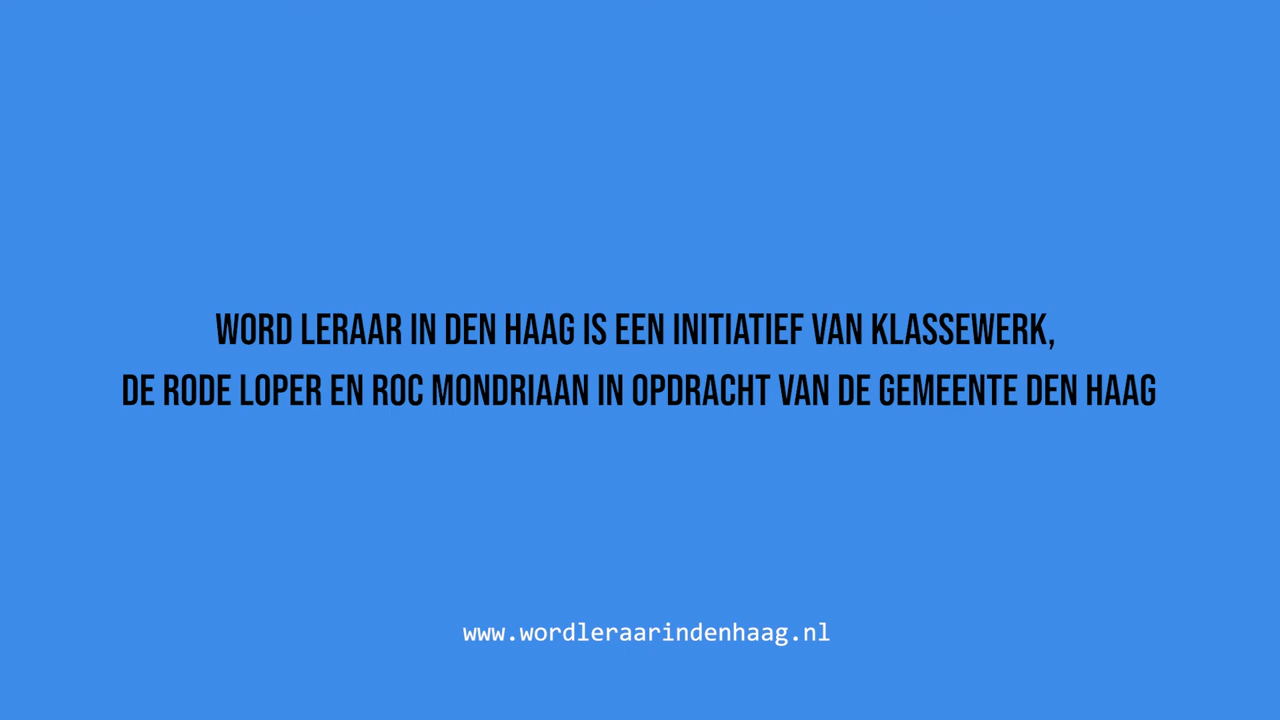 WORD LERAAR IN DEN HAAG IS EEN INITIATIEF VAN KLASSEWERK,
DE RODE LOPER EN ROC MONDRIAAN IN OPDRACHT VAN DE GEMEENTE DEN HAAG
www.wordleraarindenhaag.nl